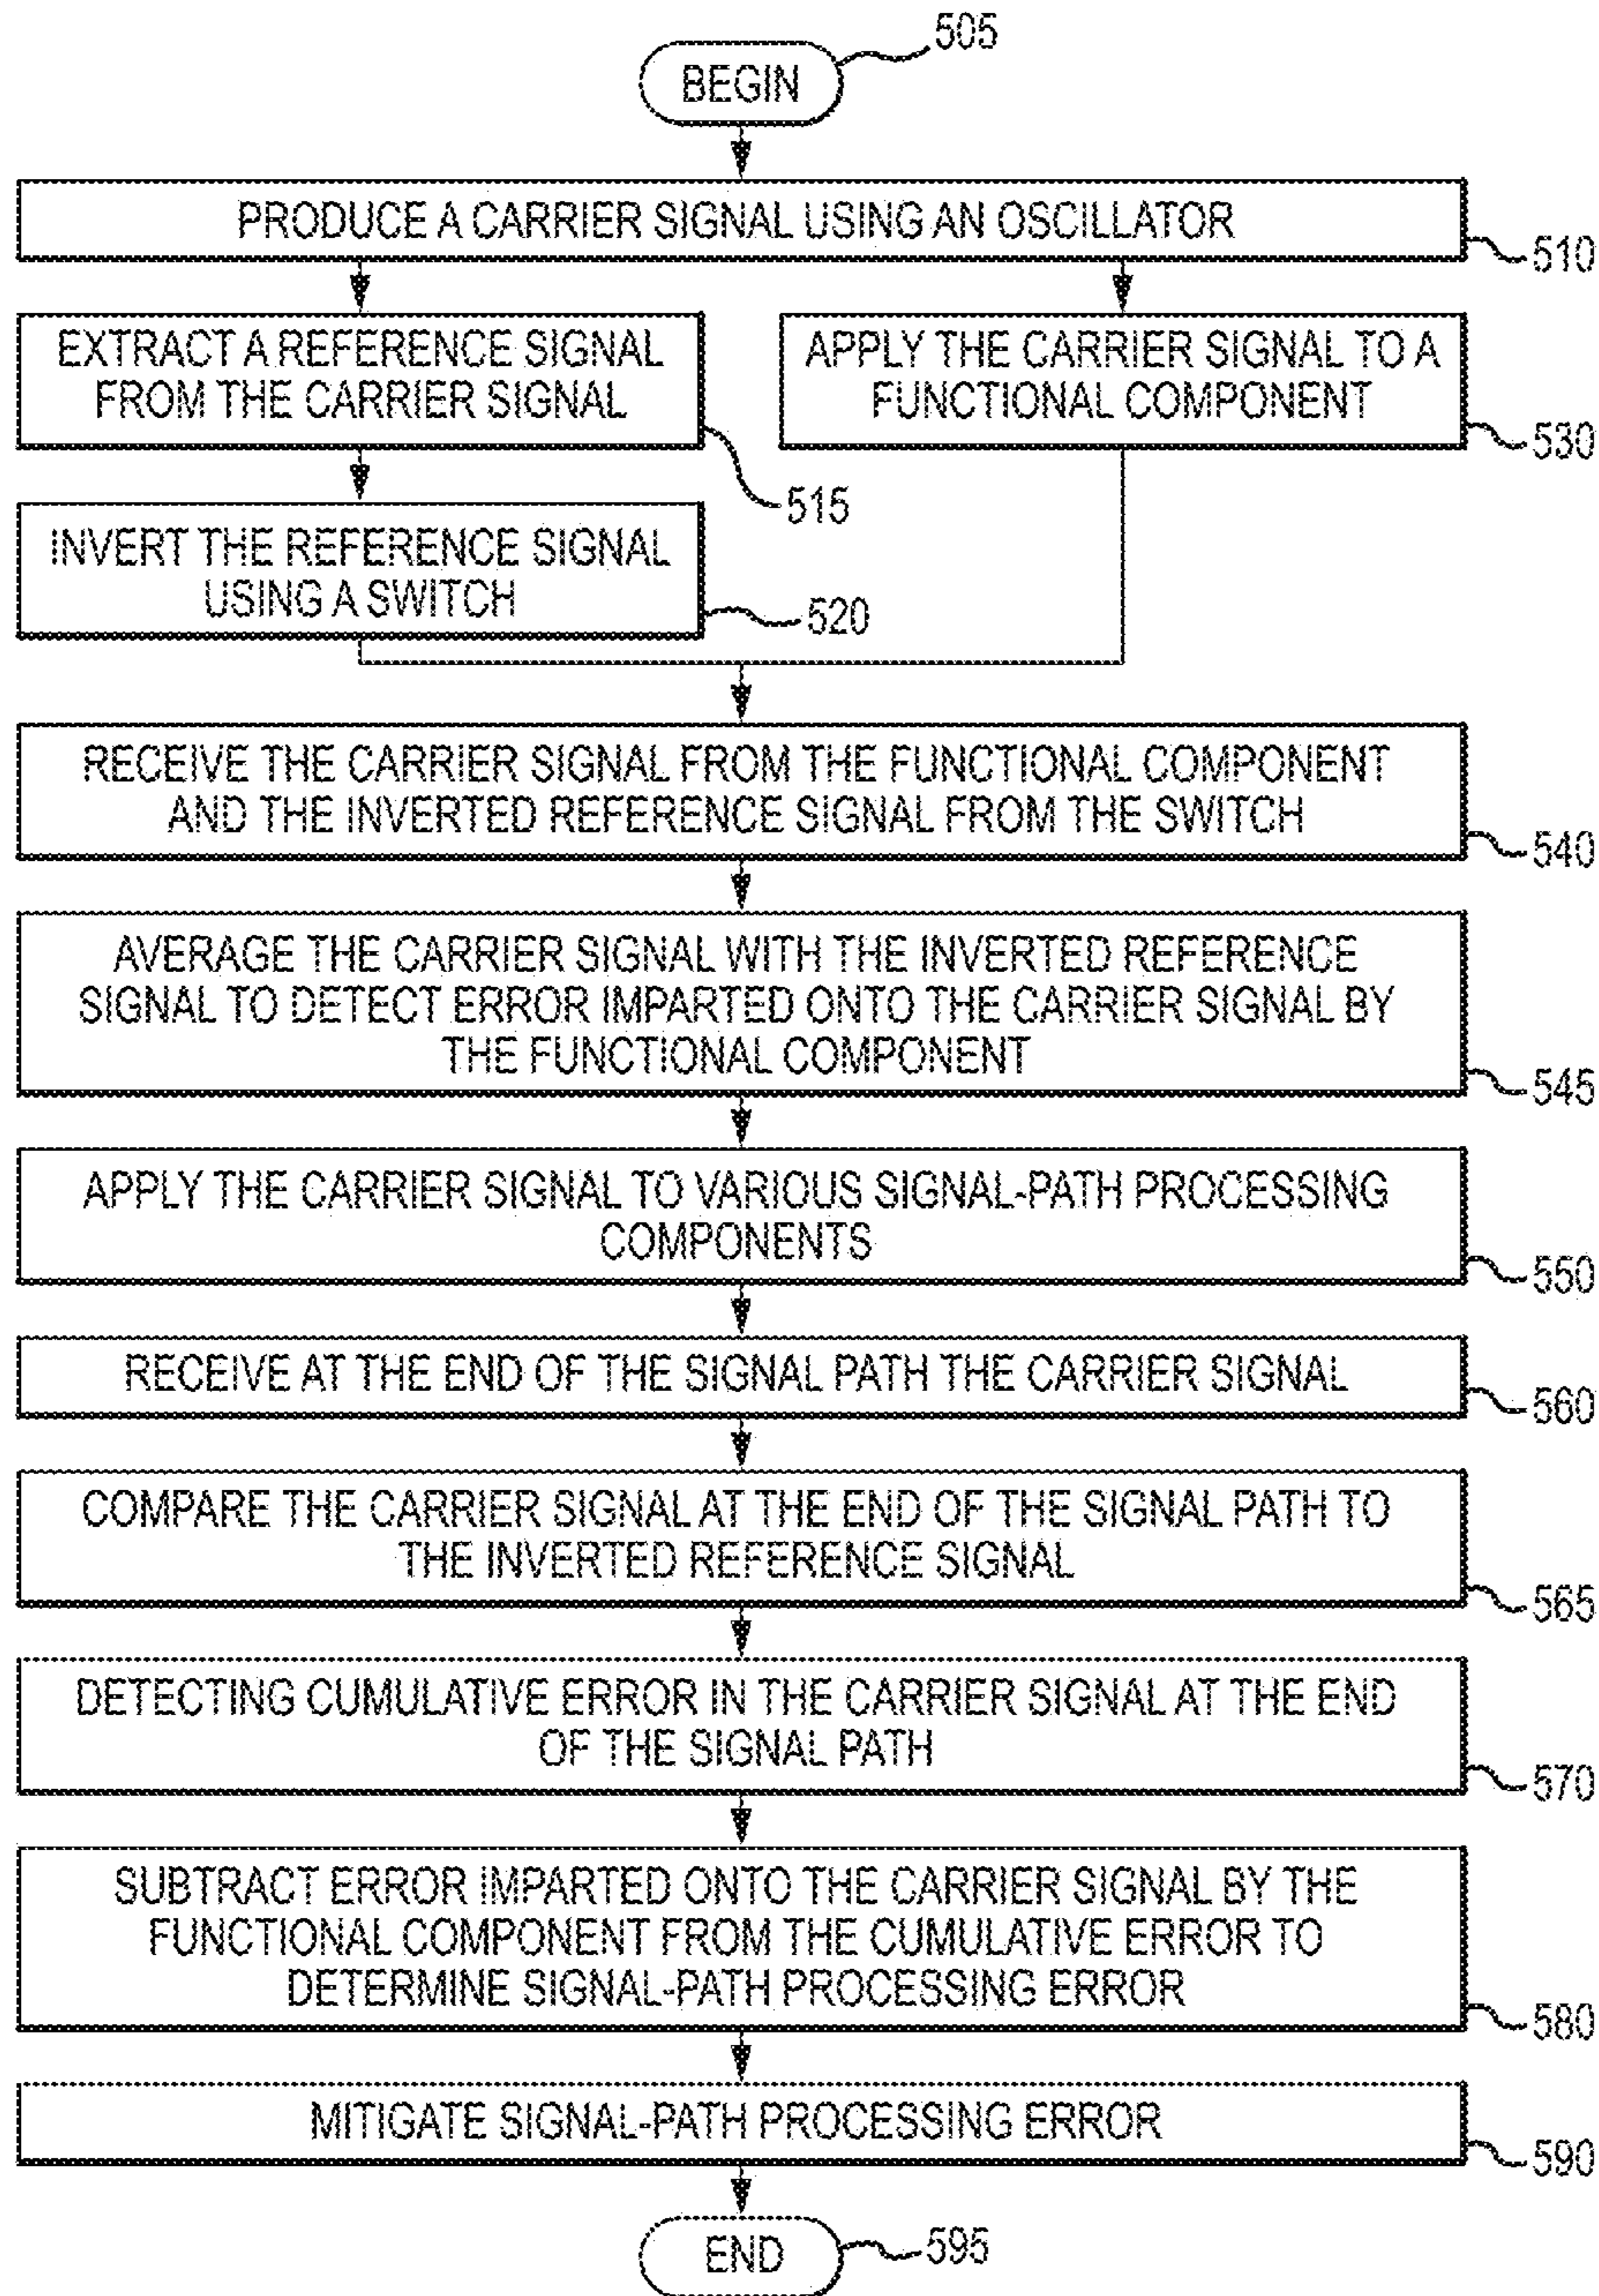 BEGIN
505
PRODUCE A CARRIER SIGNAL USING AN OSCILLATOR
510
EXTRACT A REFERENCE SIGNAL
FROM THE CARRIER SIGNAL
515
APPLY THE CARRIER SIGNAL TO A
FUNCTIONAL COMPONENT
530
INVERT THE REFERENCE SIGNAL
USING A SWITCH
520
RECEIVE THE CARRIER SIGNAL FROM THE FUNCTIONAL COMPONENT
AND THE INVERTED REFERENCE SIGNAL FROM THE SWITCH
540
AVERAGE THE CARRIER SIGNAL WITH THE INVERTED REFERENCE
SIGNAL TO DETECT ERROR IMPARTED ONTO THE CARRIER SIGNAL BY
THE FUNCTIONAL COMPONENT
545
APPLY THE CARRIER SIGNAL TO VARIOUS SIGNAL-PATH PROCESSING
COMPONENTS
550
RECEIVE AT THE END OF THE SIGNAL PATH THE CARRIER SIGNAL
560
COMPARE THE CARRIER SIGNAL AT THE END OF THE SIGNAL PATH TO
THE INVERTED REFERENCE SIGNAL
565
DETECTING CUMULATIVE ERROR IN THE CARRIER SIGNAL AT THE END
OF THE SIGNAL PATH
570
SUBTRACT ERROR IMPARTED ONTO THE CARRIER SIGNAL BY THE
FUNCTIONAL COMPONENT FROM THE CUMULATIVE ERROR TO
DETERMINE SIGNAL-PATH PROCESSING ERROR
580
MITIGATE SIGNAL-PATH PROCESSING ERROR
590
END
595